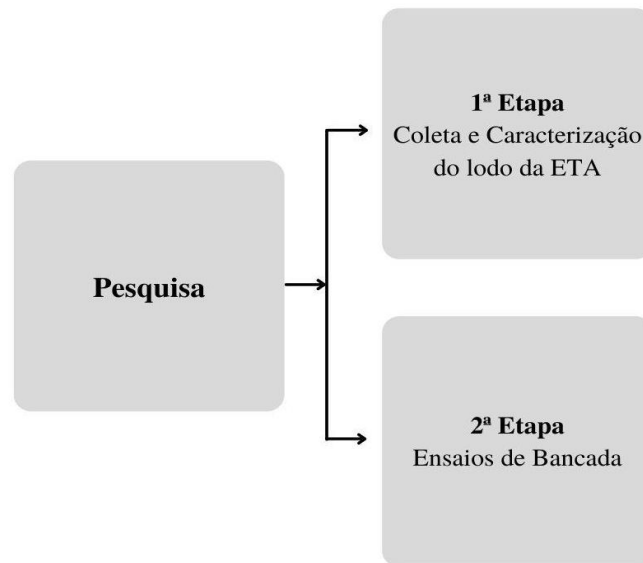 Pesquisa
1ª Etapa
Coleta e Caracterização
do lodo da ETA
2ª Etapa
Ensaios de Bancada